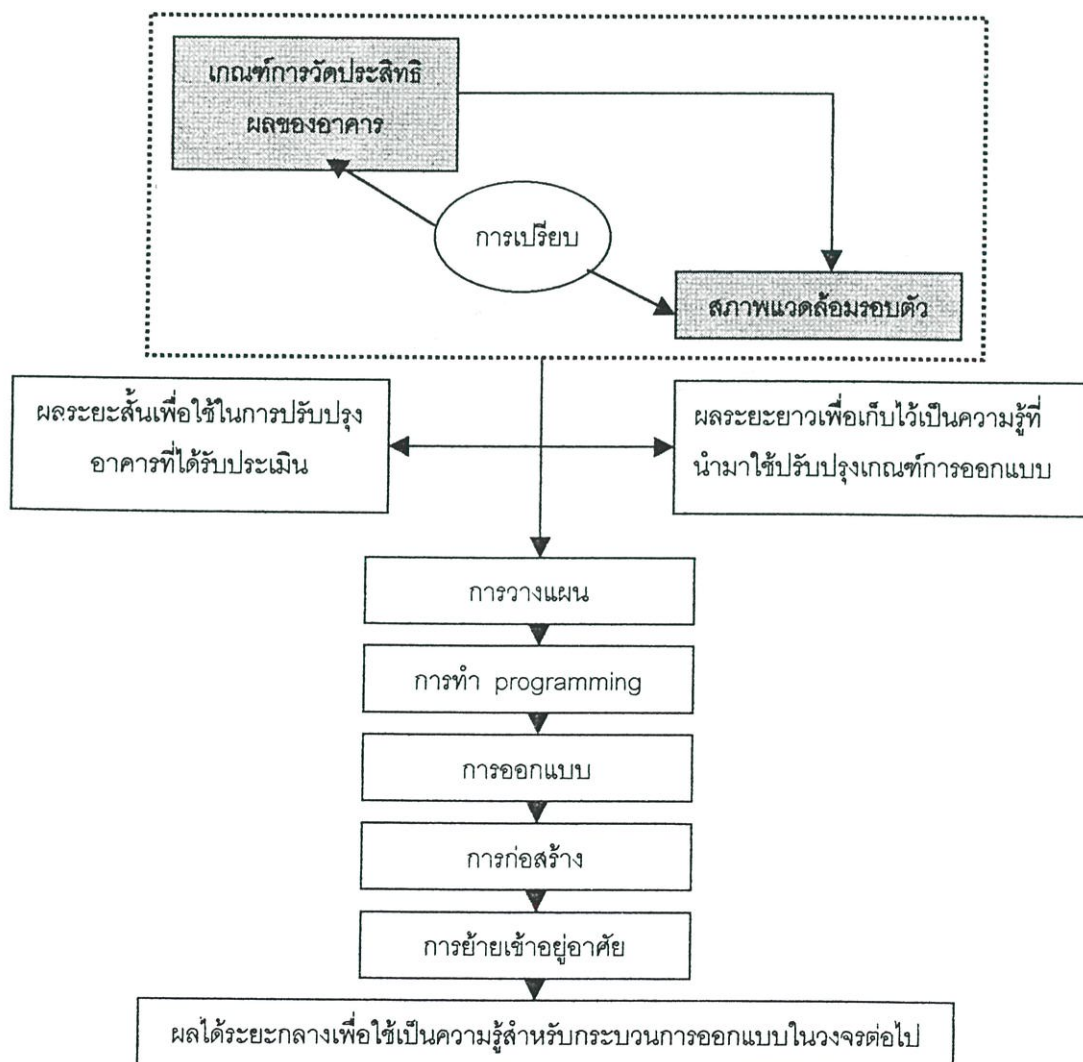 เกณฑ์การวัดประสิทธิ
ผลของอาคาร
การเปรียบ
สภาพแวดล้อมรอบตัว
ผลระยะสั้นเพื่อใช้ในการปรับปรุง
อาคารที่ได้รับประเมิน
ผลระยะยาวเพื่อเก็บไว้เป็นความรู้ที่
นำมาใช้ปรับปรุงเกณฑ์การออกแบบ
การวางแผน
การทำ programming
การออกแบบ
การก่อสร้าง
การย้ายเข้าอยู่อาศัย
ผลได้ระยะกลางเพื่อใช้เป็นความรู้สำหรับกระบวนการออกแบบในวงจรต่อไป